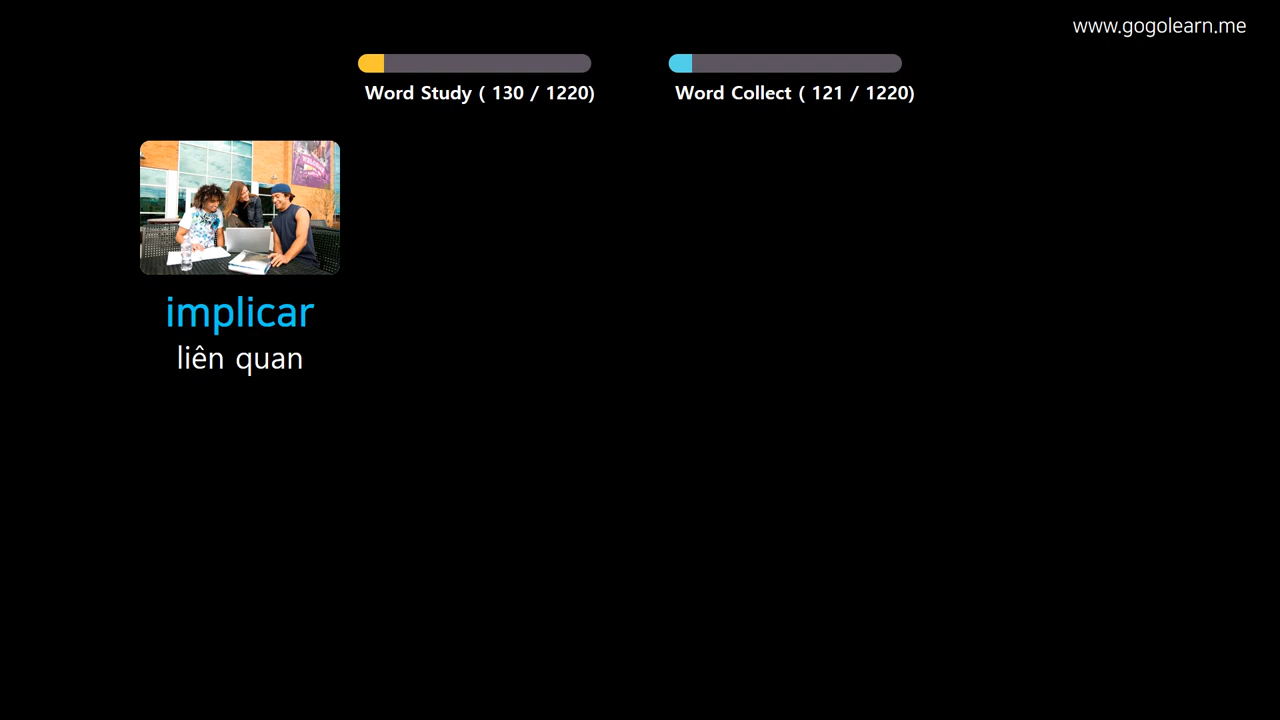 www.gogolearn.me
Word Study ( 130 / 1220)
Word Collect ( 121 / 1220)
implicar
liên quan